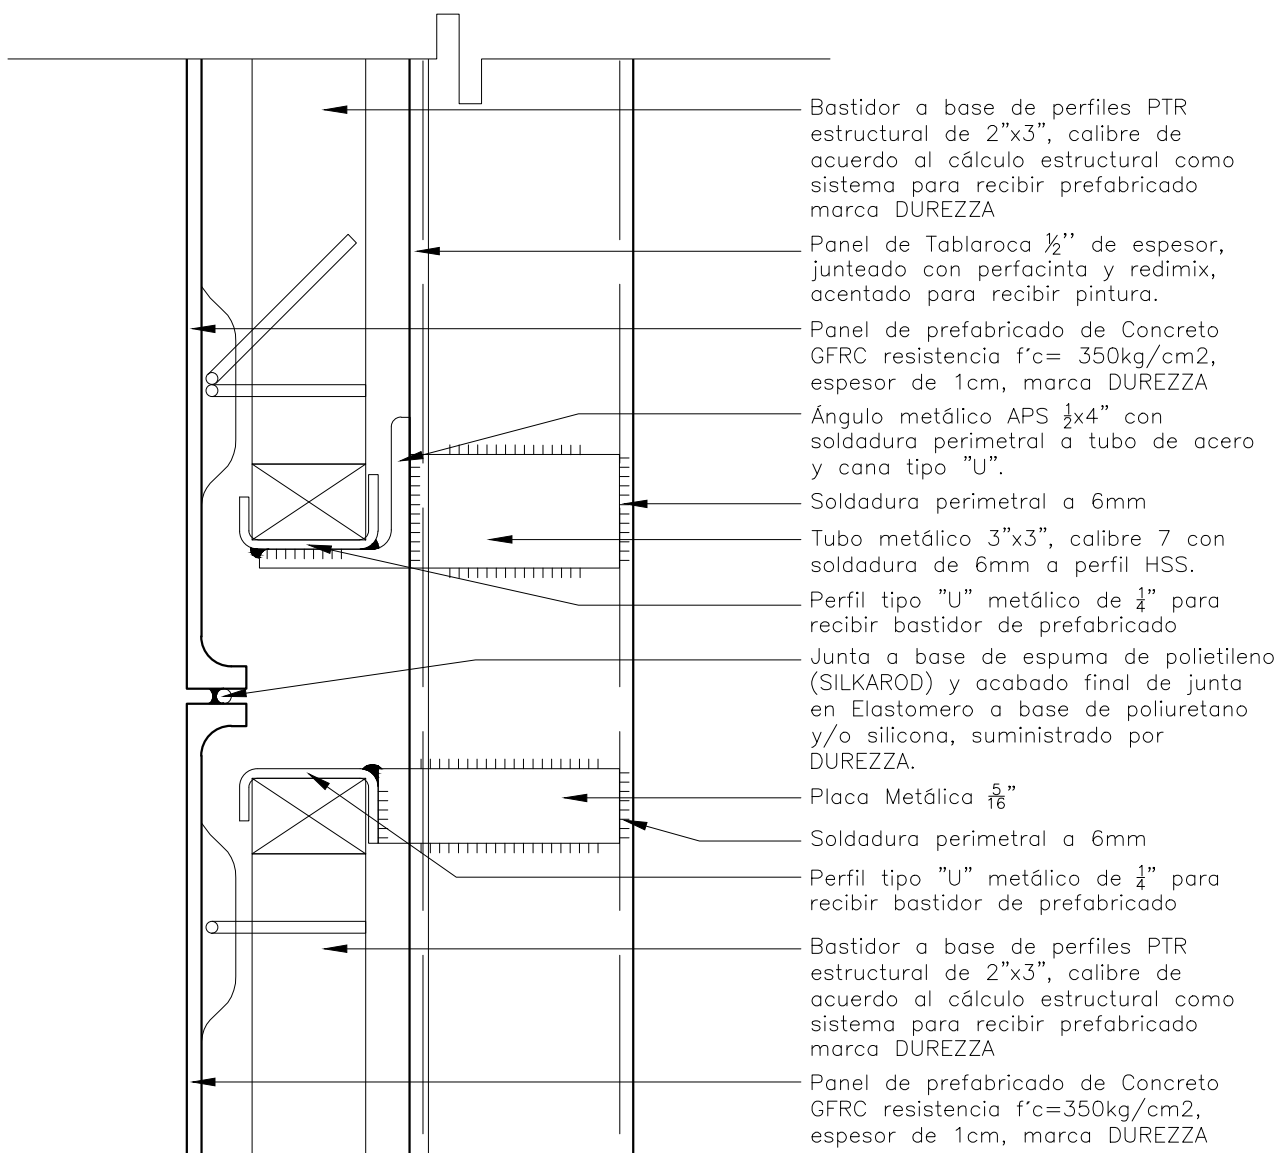 Bastidor a base de perfiles PTR
estructural de 2"x3", calibre de
acuerdo al cálculo estructural como
sistema para recibir prefabricado
marca DUREZZA
Panel de Tablaroca ½'' de espesor,
junteado con perfacinta y redimix,
acentado para recibir pintura.
Panel de prefabricado de Concreto
GFRC resistencia f´c= 350kg/cm2,
espesor de 1cm, marca DUREZZA
Ángulo metálico APS ½x4" con
soldadura perimetral a tubo de acero
y cana tipo "U".
Soldadura perimetral a 6mm
Tubo metálico 3"x3", calibre 7 con
soldadura de 6mm a perfil HSS.
Perfil tipo "U" metálico de ¼" para
recibir bastidor de prefabricado
Junta a base de espuma de polietileno
(SILKAROD) y acabado final de junta
en Elastomero a base de poliuretano
y/o silicona, suministrado por
DUREZZA.
Placa Metálica 5/16"
Soldadura perimetral a 6mm
Perfil tipo "U" metálico de ¼" para
recibir bastidor de prefabricado
Bastidor a base de perfiles PTR
estructural de 2"x3", calibre de
acuerdo al cálculo estructural como
sistema para recibir prefabricado
marca DUREZZA
Panel de prefabricado de Concreto
GFRC resistencia f´c=350kg/cm2,
espesor de 1cm, marca DUREZZA